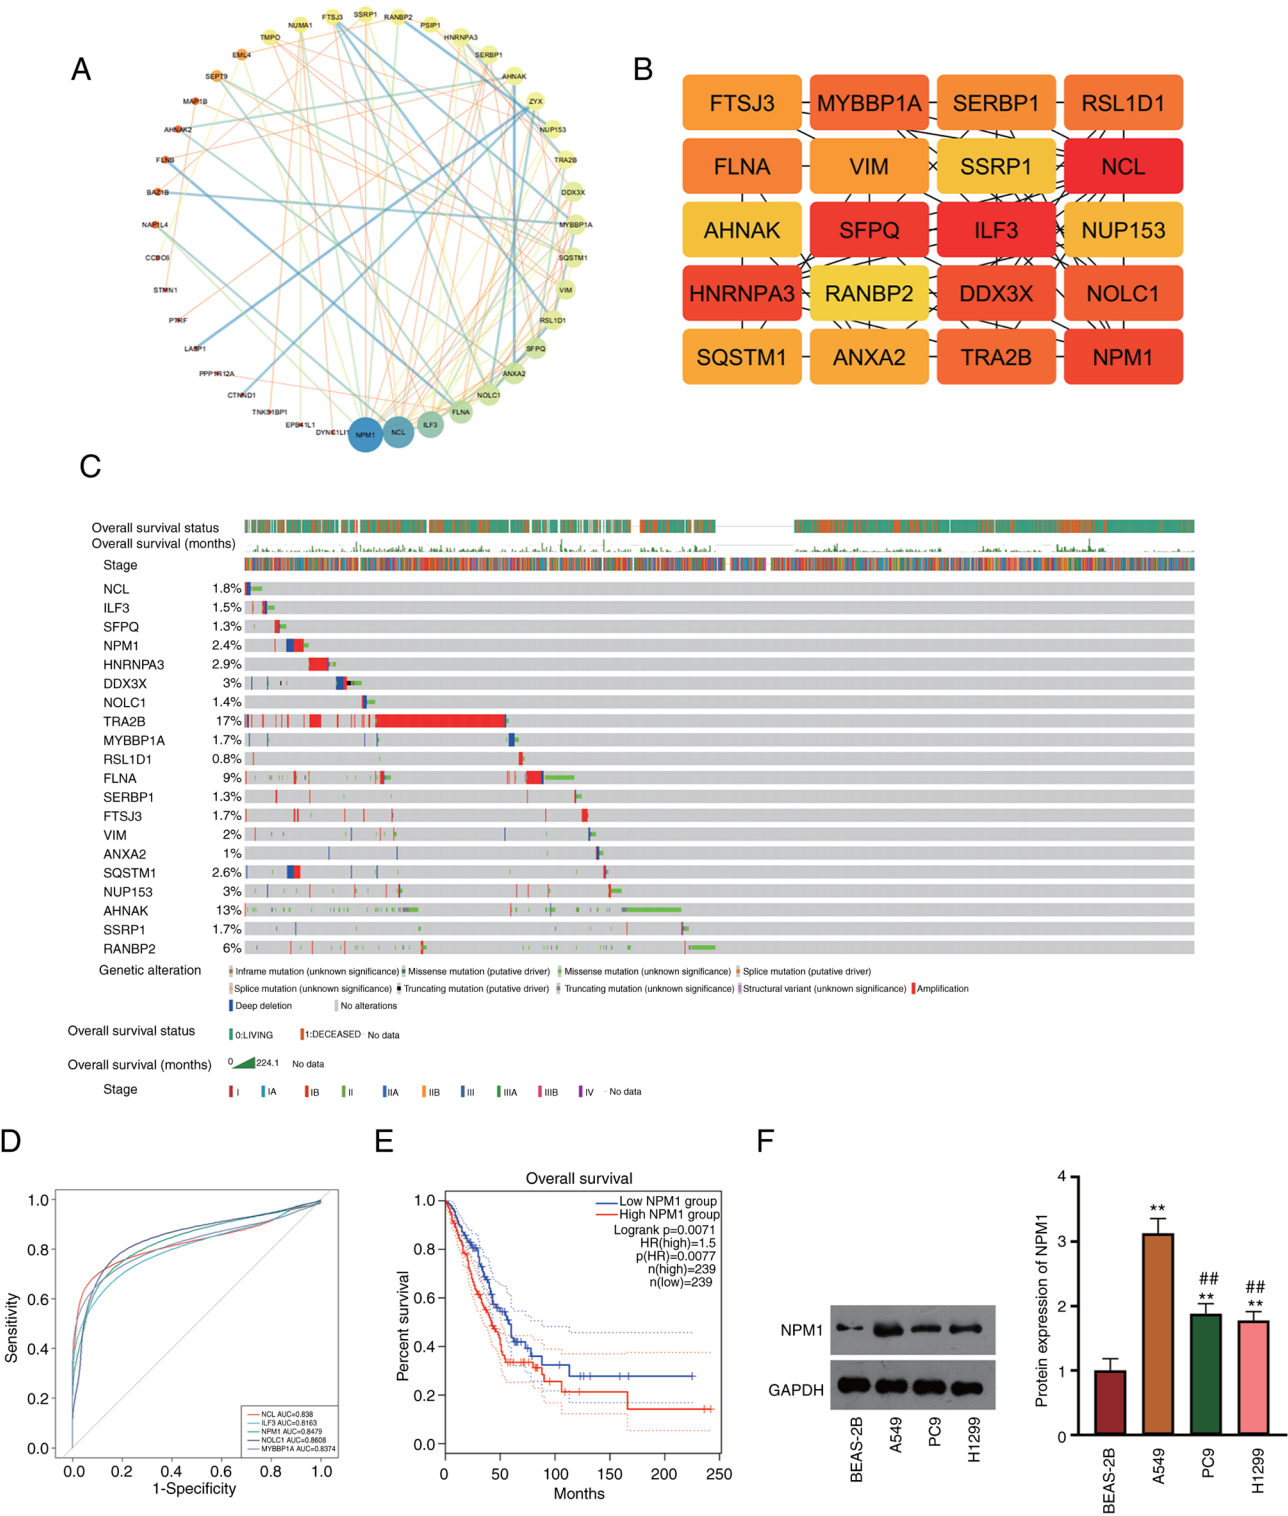 A
FTSJ3
SSRP1
RANBP2
NUMA1
PSIP1
TMPO
HNRNPA3
EML4
SERBP1
SEPT9
AHNAK
MAP1B
ZYX
AHNAK2
NUP153
FLNB
TRA2B
BAZ1B
DDX3X
NAP1L4
MYBBP1A
CCDC6
SQSTM1
STMN1
VIM
PTRF
RSL1D1
LASP1
SFPQ
PPP1R12A
ANXA2
CTNND1
NOLC1
TNKS1BP1
FLNA
EPB41L1
ILF3
DYNC1LI1
NPM1
NCL
B
FTSJ3 MYBBP1A SERBP1 RSL1D1
FLNA VIM SSRP1 NCL
AHNAK SFPQ ILF3 NUP153
HNRNPA3 RANBP2 DDX3X NOLC1
SQSTM1 ANXA2 TRA2B NPM1
C
Overall survival status
Overall survival (months)
Stage
NCL 1.8%
ILF3 1.5%
SFPQ 1.3%
NPM1 2.4%
HNRNPA3 2.9%
DDX3X 3%
NOLC1 1.4%
TRA2B 17%
MYBBP1A 1.7%
RSL1D1 0.8%
FLNA 9%
SERBP1 1.3%
FTSJ3 1.7%
VIM 2%
ANXA2 1%
SQSTM1 2.6%
NUP153 3%
AHNAK 13%
SSRP1 1.7%
RANBP2 6%
Genetic alteration Inframe mutation (unknown significance) Missense mutation (putative driver) Missense mutation (unknown significance) Splice mutation (putative driver)
Splice mutation (unknown significance) Truncating mutation (putative driver) Truncating mutation (unknown significance) Structural variant (unknown significance) Amplification
Deep deletion No alterations
Overall survival status 0:LIVING 1:DECEASED No data
Overall survival (months) 0 224.1 No data
Stage I IA IB II IIA IIB III IIIA IIIB IV No data
D
1.0
0.8
0.6
0.4
0.2
0.0
Sensitivity
NCL AUC=0.838
ILF3 AUC=0.8163
NPM1 AUC=0.8479
NOLC1 AUC=0.8608
MYBBP1A AUC=0.8374
0.0 0.2 0.4 0.6 0.8 1.0
1-Specificity
E
Overall survival
Low NPM1 group
High NPM1 group
Logrank p=0.0071
HR(high)=1.5
p(HR)=0.0077
n(high)=239
n(low)=239
1.0
0.8
0.6
0.4
0.2
0.0
Percent survival
0 50 100 150 200 250
Months
F
NPM1
GAPDH
BEAS-2B
A549
PC9
H1299
Protein expression of NPM1
4
3
2
1
0
**
##
**
##
**
BEAS-2B
A549
PC9
H1299